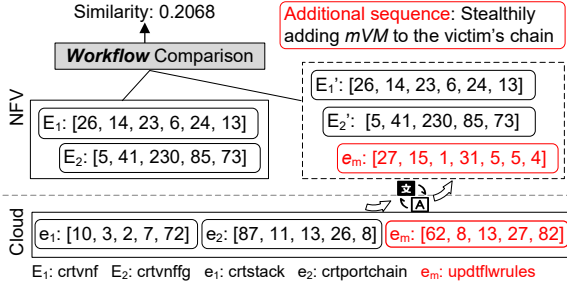 Similarity: 0.2068
Additional sequence: Stealthily
adding mVM to the victim's chain
Workflow Comparison
NFV
E1: [26, 14, 23, 6, 24, 13]
E2: [5, 41, 230, 85, 73]
E1': [26, 14, 23, 6, 24, 13]
E2': [5, 41, 230, 85, 73]
em: [27, 15, 1, 31, 5, 5, 4]
文
A
Cloud
e1: [10, 3, 2, 7, 72]
e2: [87, 11, 13, 26, 8]
em: [62, 8, 13, 27, 82]
E1: crtvnf E2: crtvnffg e1: crtstack e2: crtportchain em: updtflwrules